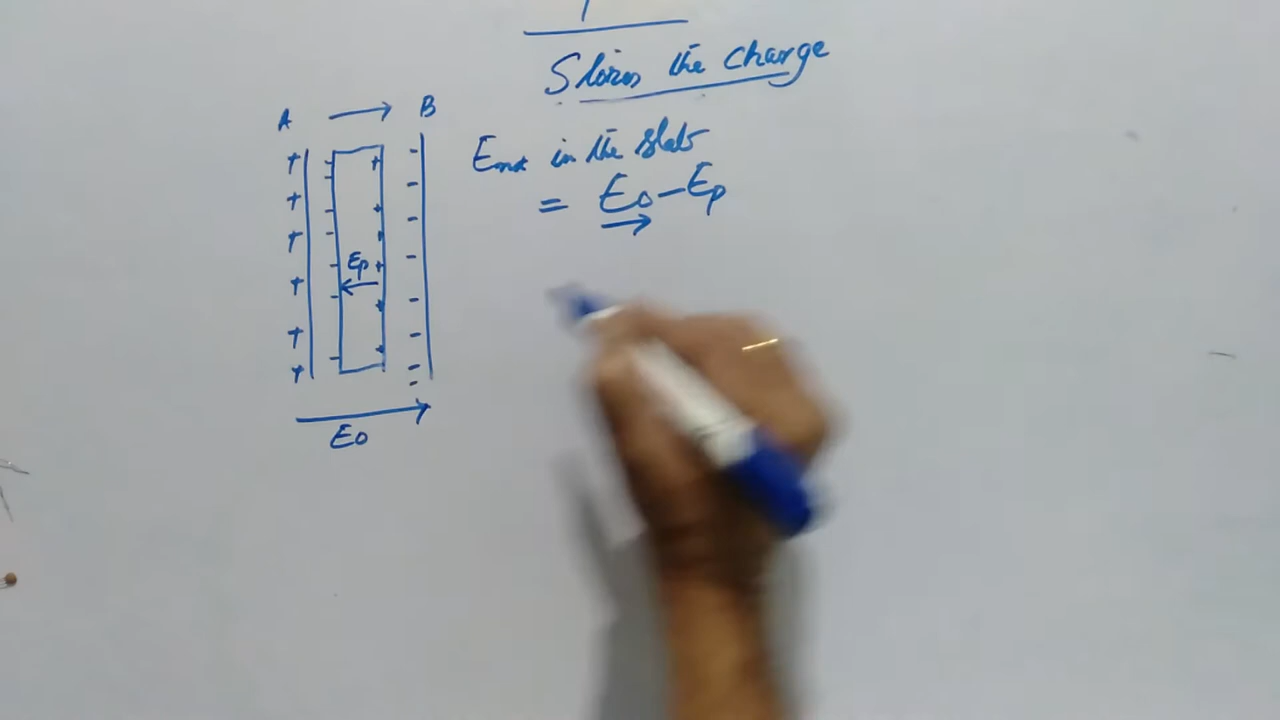 Stores the charge
A → B
Enet in the slab
= E0 - Ep
Ep
E0